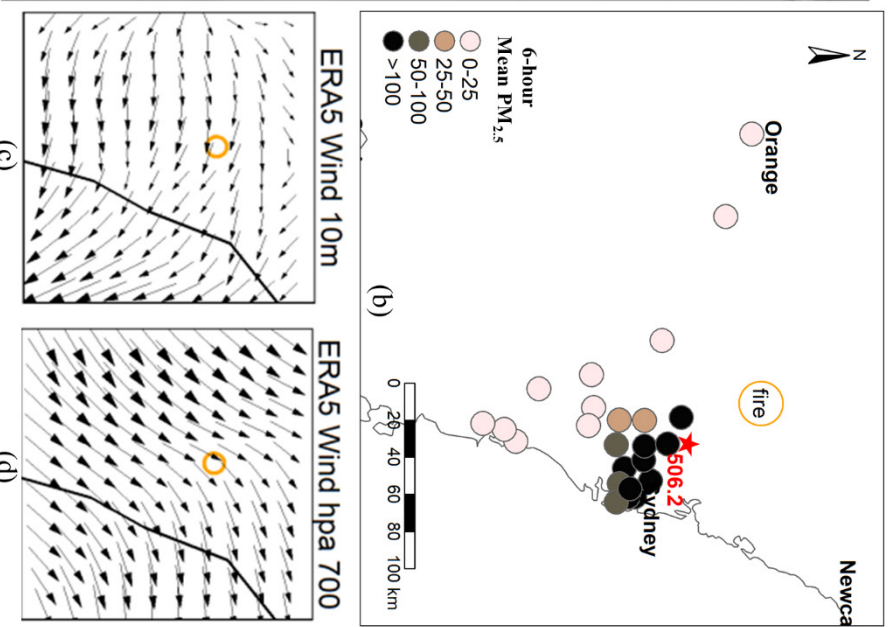 Newca
Orange
fire
506.2
ydney
N
0 20 40 60 80 100 km
6-hour
Mean PM2.5
0-25
25-50
50-100
>100
(b)
ERA5 Wind 10m
ERA5 Wind hpa 700
(c)
(d)